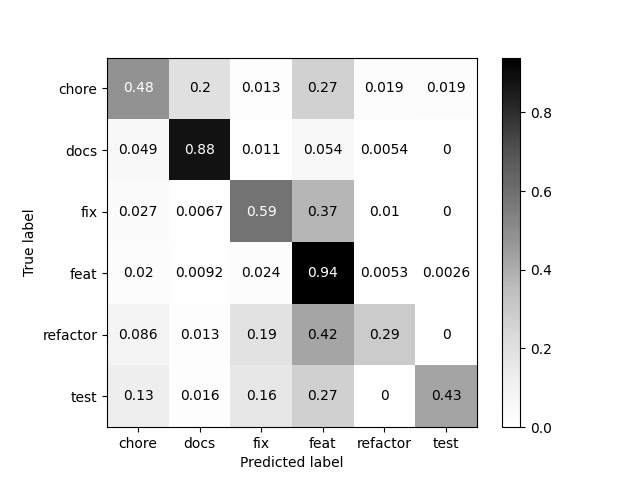 chore 0.48 0.2 0.013 0.27 0.019 0.019
docs 0.049 0.88 0.011 0.054 0.0054 0
fix 0.027 0.0067 0.59 0.37 0.01 0
feat 0.02 0.0092 0.024 0.94 0.0053 0.0026
refactor 0.086 0.013 0.19 0.42 0.29 0
test 0.13 0.016 0.16 0.27 0 0.43
chore docs fix feat refactor test
Predicted label
True label
0.8
0.6
0.4
0.2
0.0